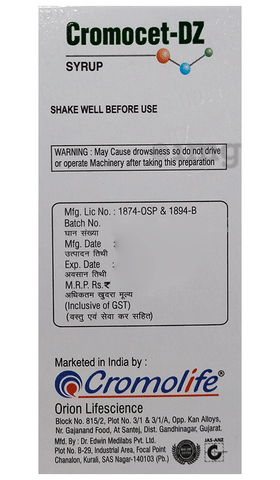 Cromocet-DZ
SYRUP
SHAKE WELL BEFORE USE
WARNING : May Cause drowsiness so do not drive
or operate Machinery after taking this preparation
Mfg. Lic No. : 1874-OSP & 1894-B
Batch No.
घान संख्या
Mfg. Date :
उत्पादन तिथी
Exp. Date :
अवसान तिथी
M.R.P. Rs.₹
अधिकतम खुदरा मूल्य
(Inclusive of GST)
(वस्तु एवं सेवा कर सहित)
Marketed in India by :
Cromolife®
Orion Lifescience
Block No. 815/2, Plot No. 3/1 & 3/1/A, Opp. Kan Alloys,
Nr. Gajanand Food, At Santej, Dist. Gandhinagar, Gujarat.
Mfg. By : Dr. Edwin Medilabs Pvt. Ltd.
Plot No. B-29, Industrial Area, Focal Point
Chanalon, Kurali, SAS Nagar-140103 (Pb.)
JAS-ANZ